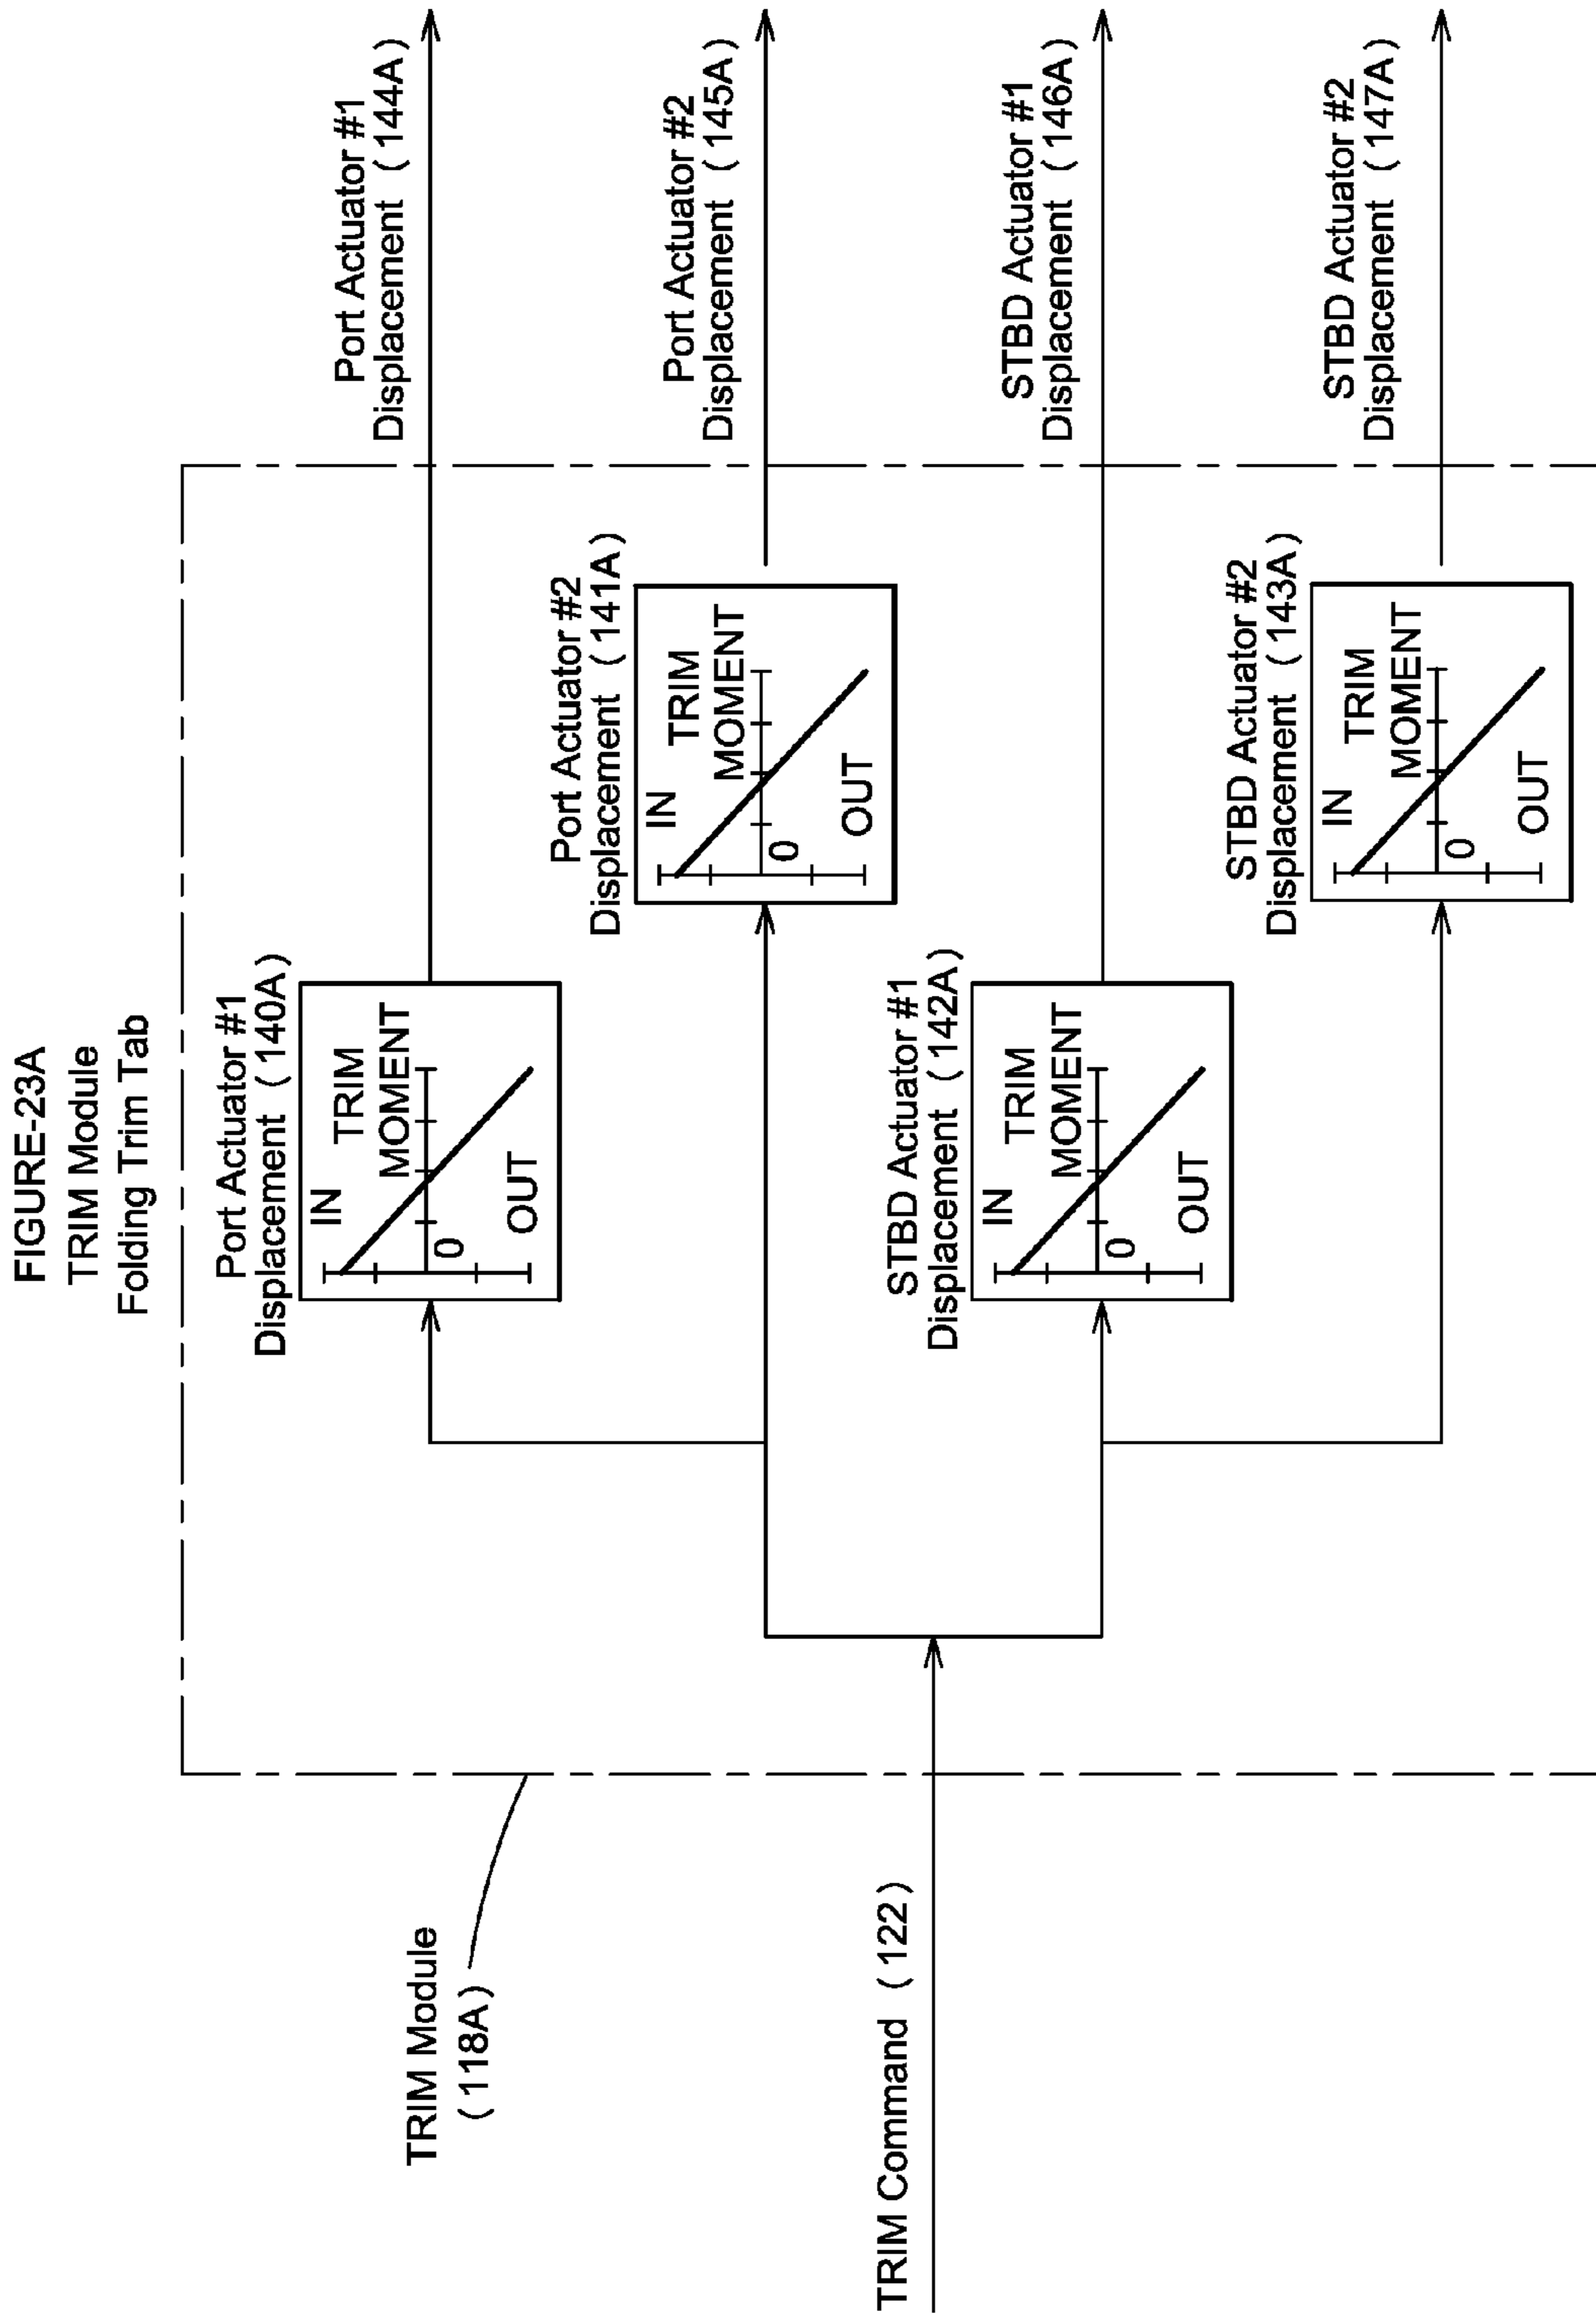 FIGURE-23A
TRIM Module
Folding Trim Tab
TRIM Module
(118A)
TRIM Command (122)
Port Actuator #1
Displacement (140A)
IN
TRIM
MOMENT
0
OUT
Port Actuator #1
Displacement (144A)
Port Actuator #2
Displacement (141A)
IN
TRIM
MOMENT
0
OUT
Port Actuator #2
Displacement (145A)
STBD Actuator #1
Displacement (142A)
IN
TRIM
MOMENT
0
OUT
STBD Actuator #1
Displacement (146A)
STBD Actuator #2
Displacement (143A)
IN
TRIM
MOMENT
0
OUT
STBD Actuator #2
Displacement (147A)